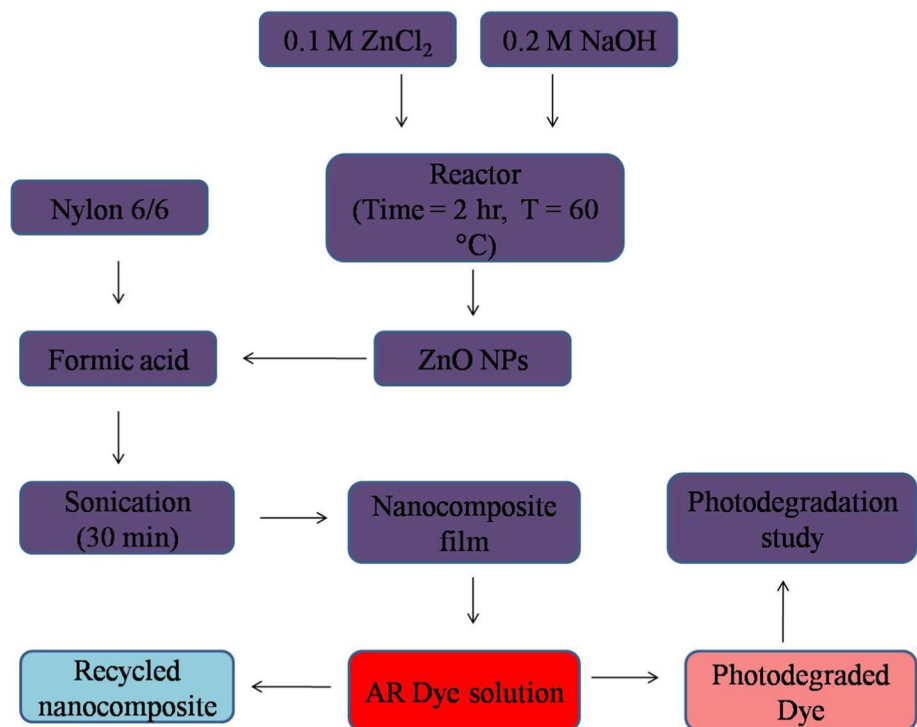 0.1 M ZnCl₂
0.2 M NaOH
Reactor
(Time = 2 hr, T = 60
°C)
Nylon 6/6
Formic acid
ZnO NPs
Sonication
(30 min)
Nanocomposite
film
Photodegradation
study
Recycled
nanocomposite
AR Dye solution
Photodegraded
Dye